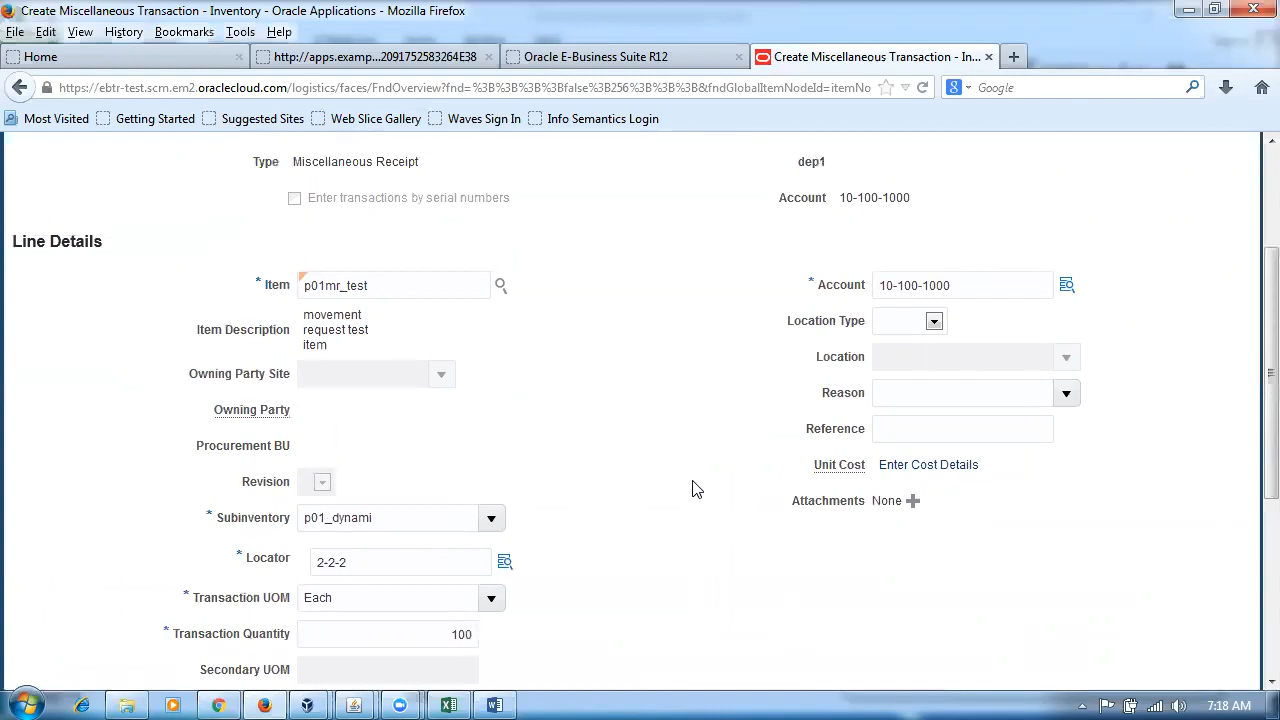 Create Miscellaneous Transaction - Inventory - Oracle Applications - Mozilla Firefox
File Edit View History Bookmarks Tools Help
Home
http://apps.examp...2091752583264E38
Oracle E-Business Suite R12
Create Miscellaneous Transaction - In...
https://ebtr-test.scm.em2.oraclecloud.com/logistics/faces/FndOverview?fnd=%3B%3B%3Bfalse%3B256%3B%3B%3B&fndGlobalItemNodeId=itemNo
Google
Most Visited Getting Started Suggested Sites Web Slice Gallery Waves Sign In Info Semantics Login
Type Miscellaneous Receipt
dep1
Enter transactions by serial numbers
Account 10-100-1000
Line Details
* Item p01mr_test
Item Description movement
request test
item
Owning Party Site
Owning Party
Procurement BU
Revision
* Subinventory p01_dynami
* Locator 2-2-2
* Transaction UOM Each
* Transaction Quantity 100
Secondary UOM
* Account 10-100-1000
Location Type
Location
Reason
Reference
Unit Cost Enter Cost Details
Attachments None
7:18 AM